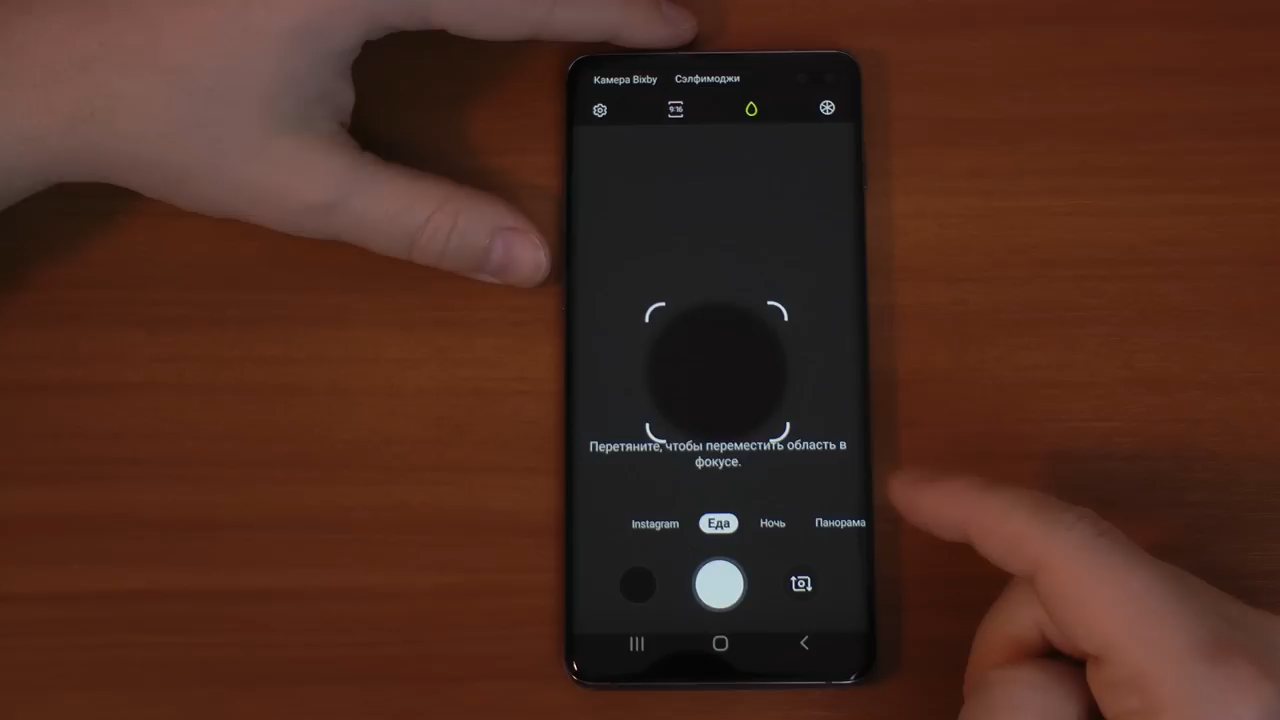 Камера Bixby Сэлфимоджи
9:16
Перетяните, чтобы переместить область в
фокусе.
Instagram Еда Ночь Панорама